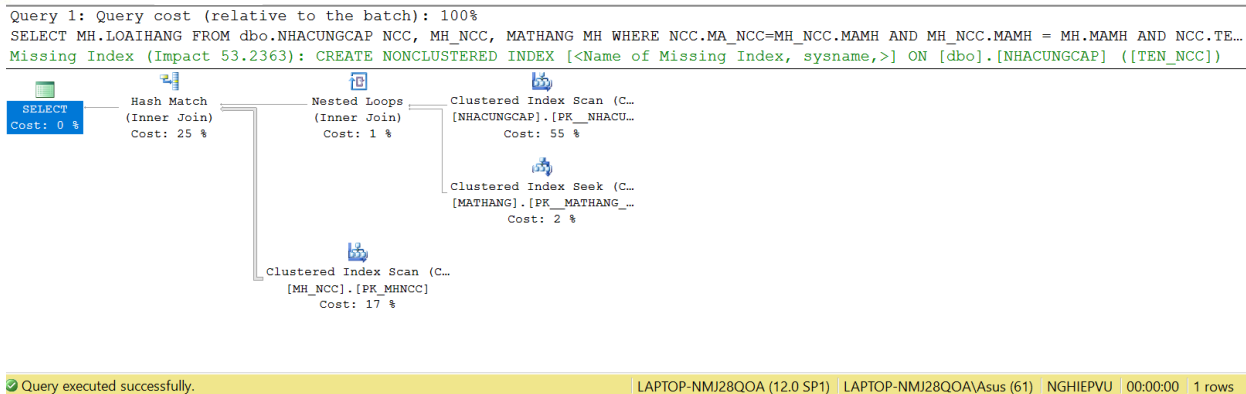 Query 1: Query cost (relative to the batch): 100%
SELECT MH.LOAIHANG FROM dbo.NHACUNGCAP NCC, MH_NCC, MATHANG MH WHERE NCC.MA_NCC=MH_NCC.MAMH AND MH_NCC.MAMH = MH.MAMH AND NCC.TE…
Missing Index (Impact 53.2363): CREATE NONCLUSTERED INDEX [<Name of Missing Index, sysname,>] ON [dbo].[NHACUNGCAP] ([TEN_NCC])
SELECT
Cost: 0 %
Hash Match
(Inner Join)
Cost: 25 %
Nested Loops
(Inner Join)
Cost: 1 %
Clustered Index Scan (C…
[NHACUNGCAP].[PK__NHACU…
Cost: 55 %
Clustered Index Seek (C…
[MATHANG].[PK__MATHANG_…
Cost: 2 %
Clustered Index Scan (C…
[MH_NCC].[PK_MHNCC]
Cost: 17 %
Query executed successfully.
LAPTOP-NMJ28QOA (12.0 SP1)
LAPTOP-NMJ28QOA\Asus (61)
NGHIEPVU
00:00:00
1 rows